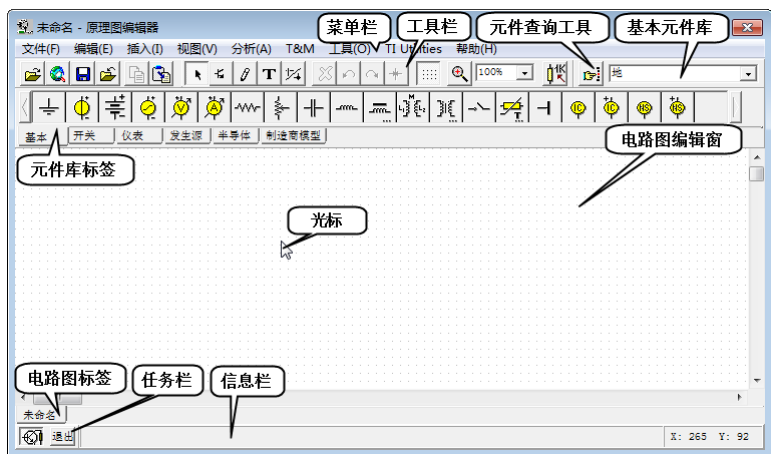 未命名 - 原理图编辑器
菜单栏 工具栏 元件查询工具 基本元件库
文件(F) 编辑(E) 插入(I) 视图(V) 分析(A) T&M 工具(O) TI Utilities 帮助(H)
T 100% 地
V A IC IC HS HS
基本 开关 仪表 发生源 半导体 制造商模型
电路图编辑窗
元件库标签
光标
电路图标签 任务栏 信息栏
未命名
退出 X: 265 Y: 92